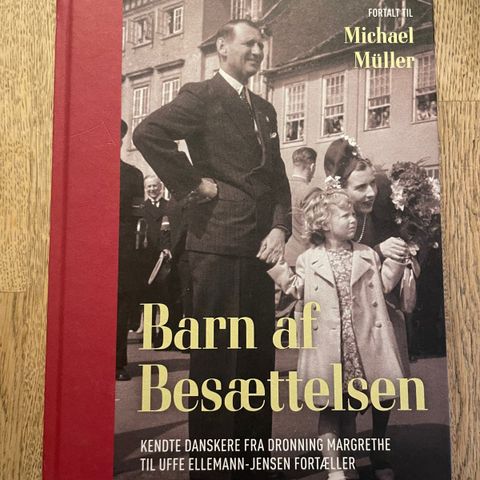 FORTALT TIL
Michael
Müller
Barn af
Besættelsen
KENDTE DANSKERE FRA DRONNING MARGRETHE
TIL UFFE ELLEMANN-JENSEN FORTÆLLER